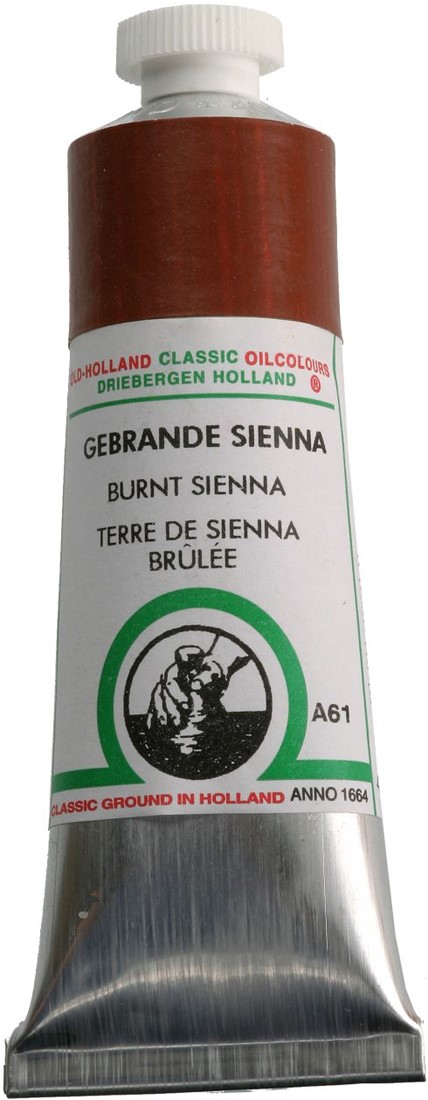 OLD-HOLLAND CLASSIC OILCOLOURS
DRIEBERGEN HOLLAND ®
GEBRANDE SIENNA
BURNT SIENNA
TERRE DE SIENNA
BRÛLÉE
A61
CLASSIC GROUND IN HOLLAND ANNO 1664